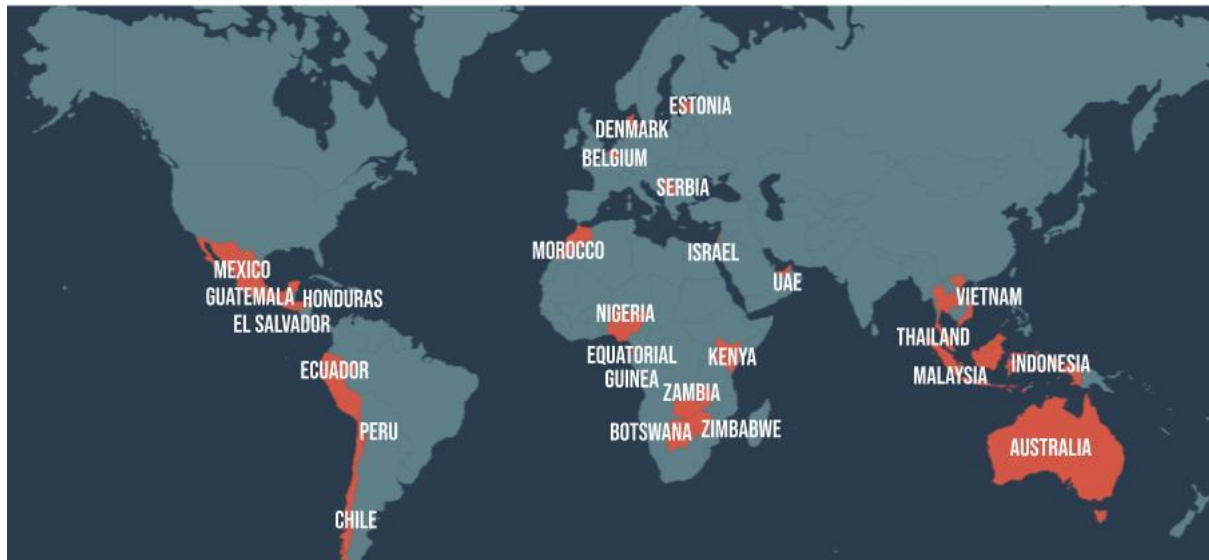 ESTONIA
DENMARK
BELGIUM
SERBIA
MOROCCO
ISRAEL
UAE
MEXICO
GUATEMALA
HONDURAS
EL SALVADOR
VIETNAM
NIGERIA
THAILAND
EQUATORIAL
GUINEA
KENYA
ECUADOR
MALAYSIA
INDONESIA
ZAMBIA
PERU
BOTSWANA
ZIMBABWE
AUSTRALIA
CHILE